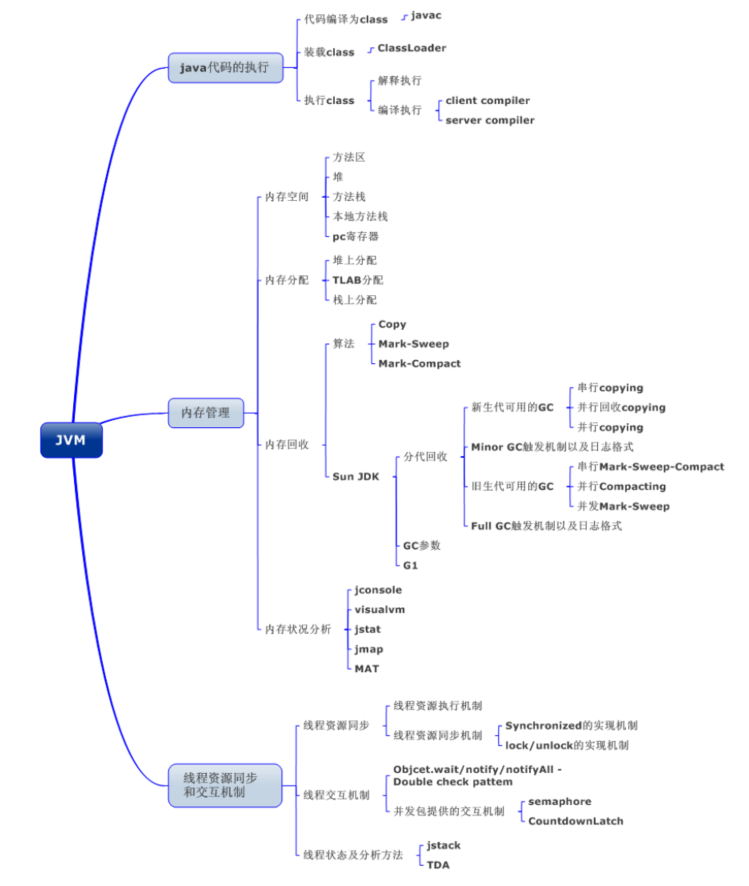 代码编译为class
javac
装载class
ClassLoader
java代码的执行
执行class
解释执行
编译执行
client compiler
server compiler
内存空间
方法区
堆
方法栈
本地方法栈
pc寄存器
内存分配
堆上分配
TLAB分配
栈上分配
算法
Copy
Mark-Sweep
Mark-Compact
内存管理
JVM
内存回收
Sun JDK
分代回收
新生代可用的GC
串行copying
并行回收copying
并行copying
Minor GC触发机制以及日志格式
旧生代可用的GC
串行Mark-Sweep-Compact
并行Compacting
并发Mark-Sweep
Full GC触发机制以及日志格式
GC参数
G1
内存状况分析
jconsole
visualvm
jstat
jmap
MAT
线程资源同步
和交互机制
线程资源同步
线程资源执行机制
线程资源同步机制
Synchronized的实现机制
lock/unlock的实现机制
线程交互机制
Objcet.wait/notify/notifyAll -
Double check pattem
并发包提供的交互机制
semaphore
CountdownLatch
线程状态及分析方法
jstack
TDA